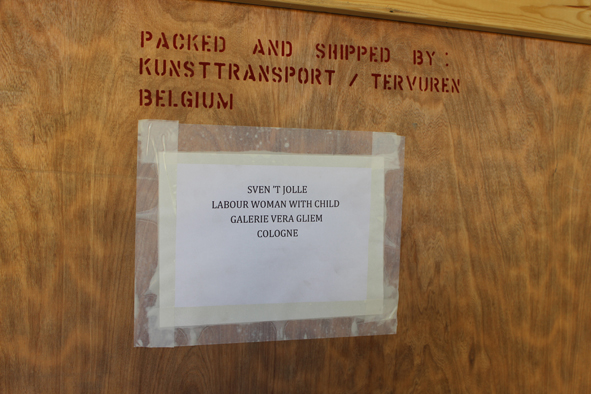 PACKED AND SHIPPED BY:
KUNSTTRANSPORT / TERVUREN
BELGIUM
SVEN 'T JOLLE
LABOUR WOMAN WITH CHILD
GALERIE VERA GLIEM
COLOGNE